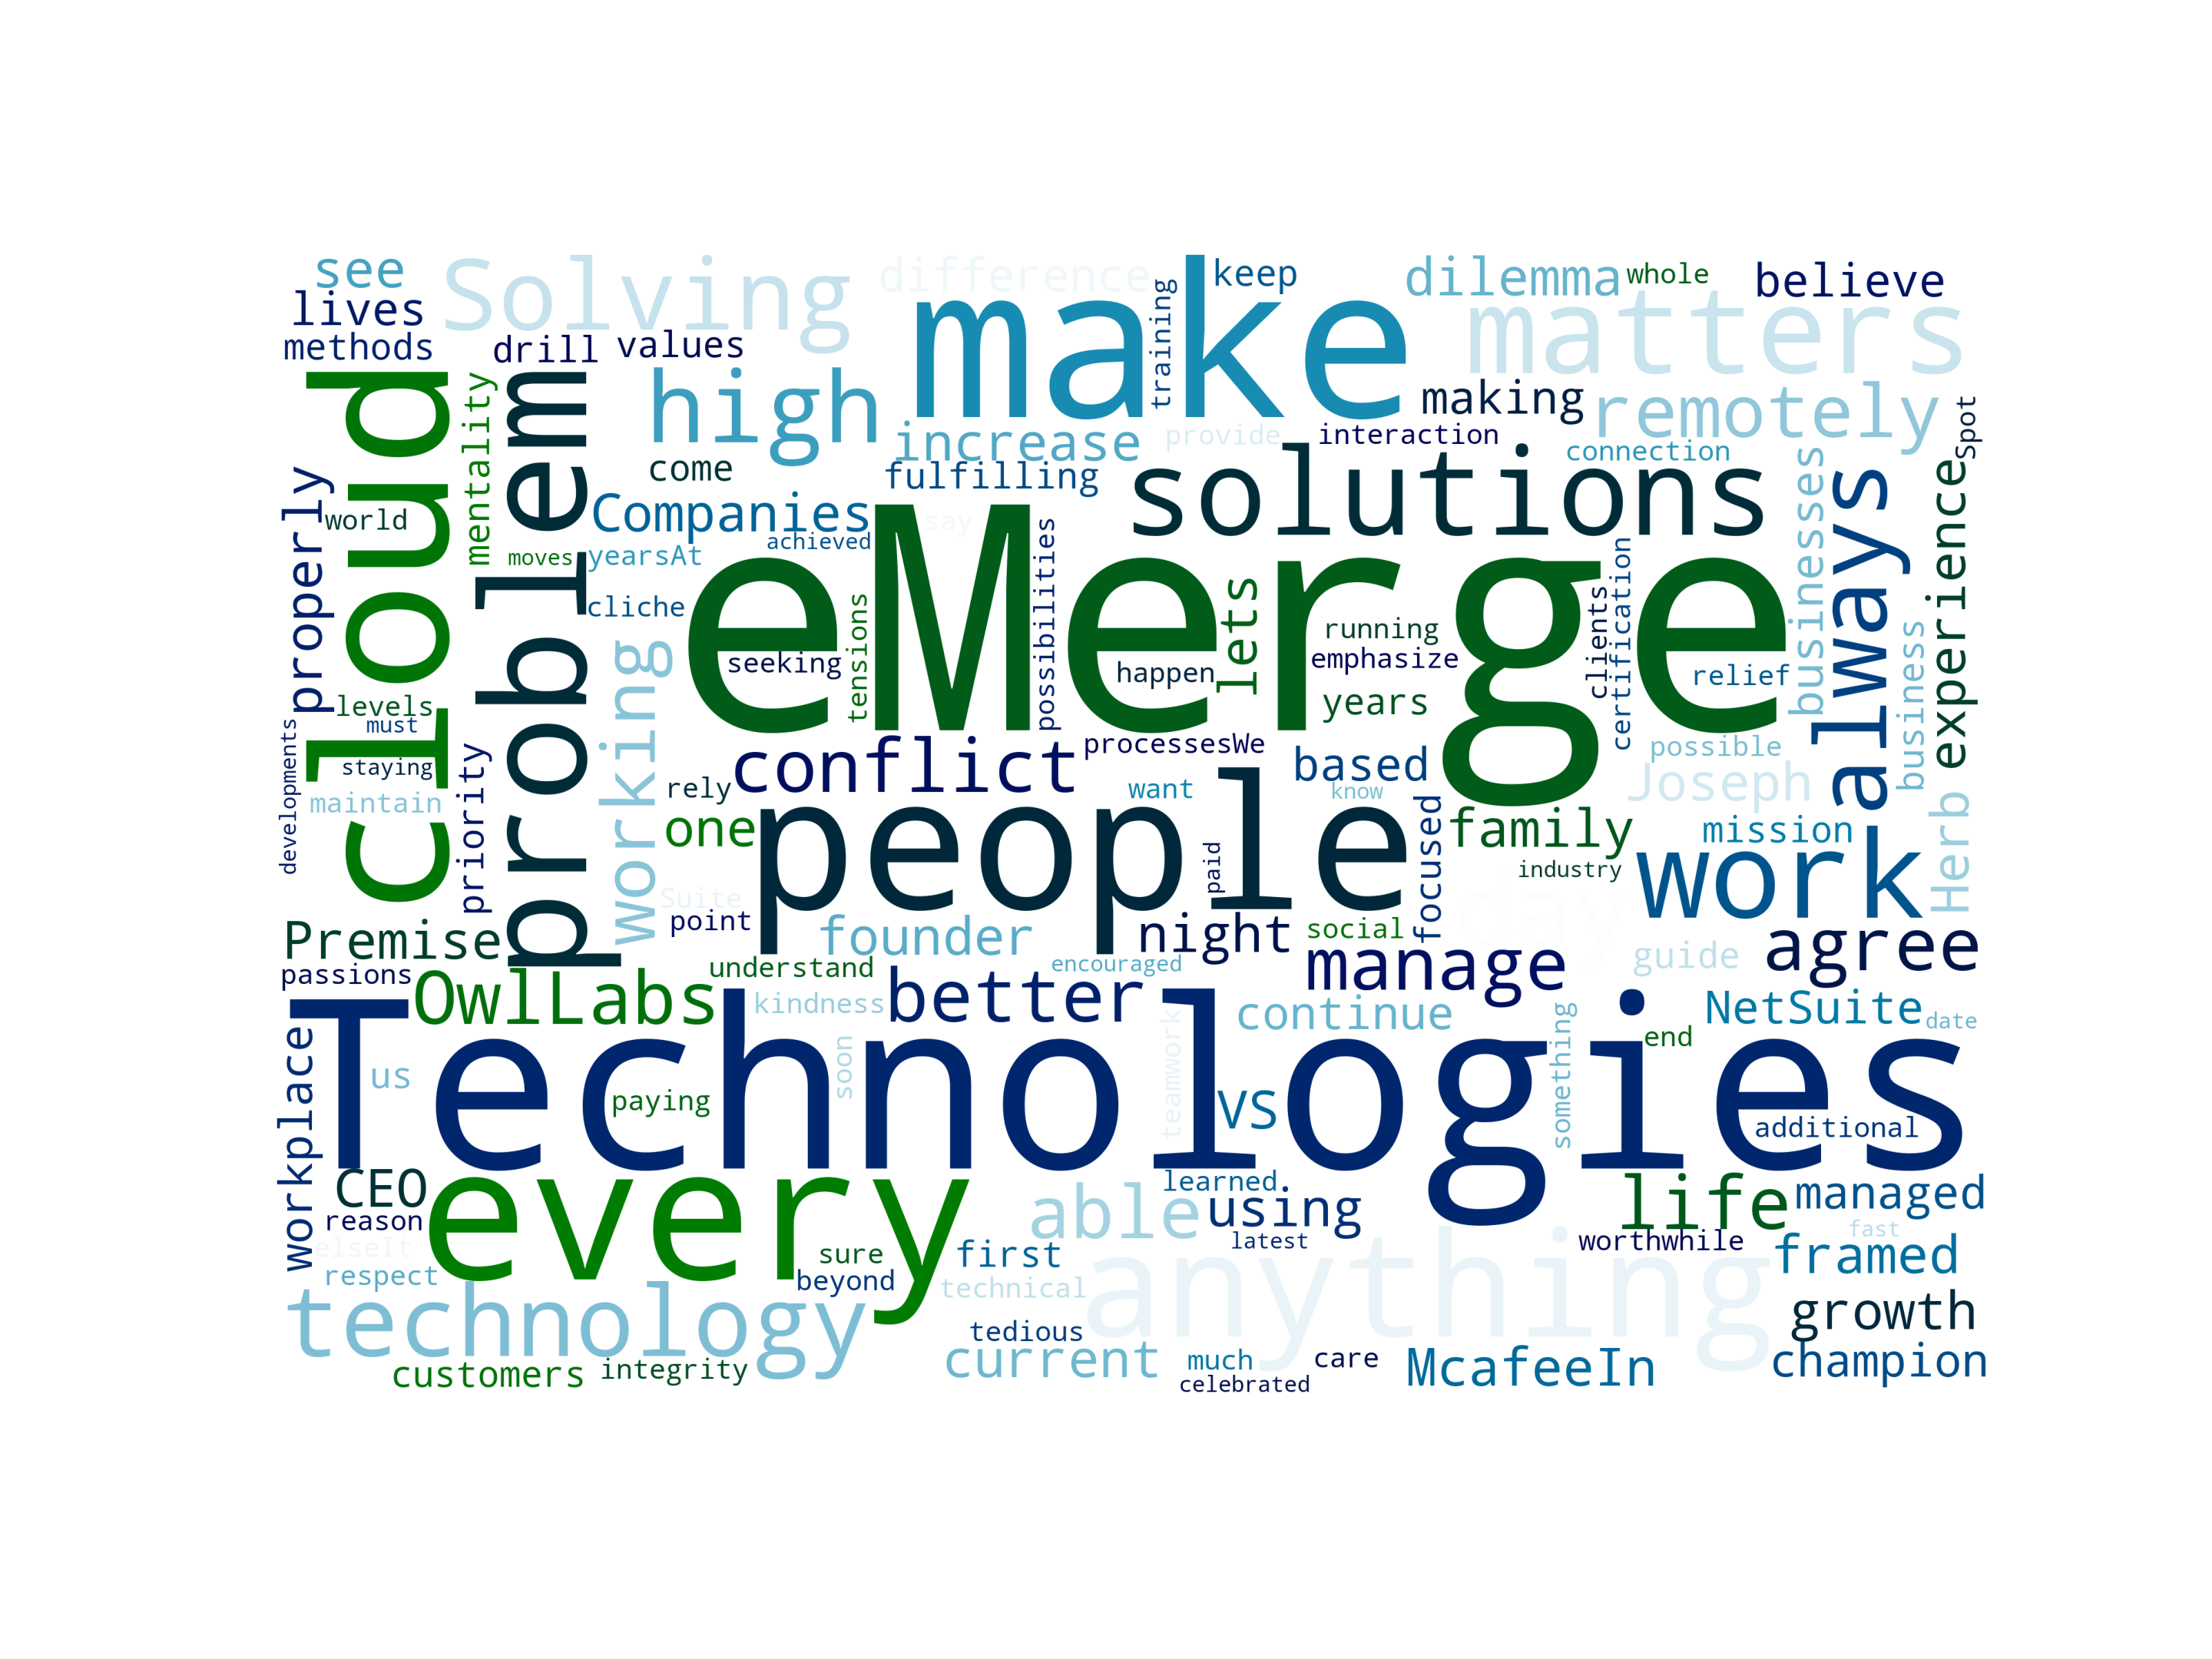 see
Solving
difference
make
training
keep
dilemma
whole
believe
lives
matters
methods
drill
values
cloud
problem
mentality
high
making
remotely
Spot
increase
provide
interaction
connection
come
fulfilling
solutions
businesses
always
experience
properly
world
Companies
say
achieved
moves
yearsAt
eMerge
possibilities
certification
cliche
tensions
lets
clients
running
working
seeking
happen
emphasize
relief
business
levels
years
must
developments
staying
priority
conflict
processesWe
based
possible
maintain
rely
want
know
Joseph
Herb
one
people
focused
family
mission
paid
industry
work
day
Suite
point
Premise
founder
night
social
agree
passions
understand
encouraged
manage
guide
OwlLabs
kindness
better
continue
NetSuite
date
Technologies
workplace
us
soon
teamwork
something
end
paying
VS
additional
CEO
every
able
learned
using
life
managed
reason
elseIt
sure
first
latest
anything
worthwhile
fast
respect
beyond
technical
framed
technology
growth
tedious
current
customers
integrity
much
care
McafeeIn
champion
celebrated